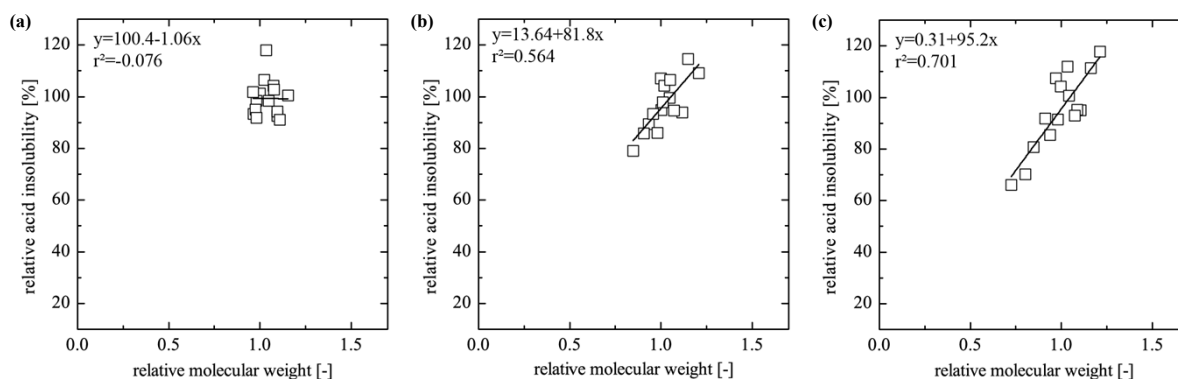 (a)
y=100.4-1.06x
r²=-0.076
relative acid insolubility [%]
120
100
80
60
40
20
0.0 0.5 1.0 1.5
relative molecular weight [-]
(b)
y=13.64+81.8x
r²=0.564
relative acid insolubility [%]
120
100
80
60
40
20
0.0 0.5 1.0 1.5
relative molecular weight [-]
(c)
y=0.31+95.2x
r²=0.701
relative acid insolubility [%]
120
100
80
60
40
20
0.0 0.5 1.0 1.5
relative molecular weight [-]